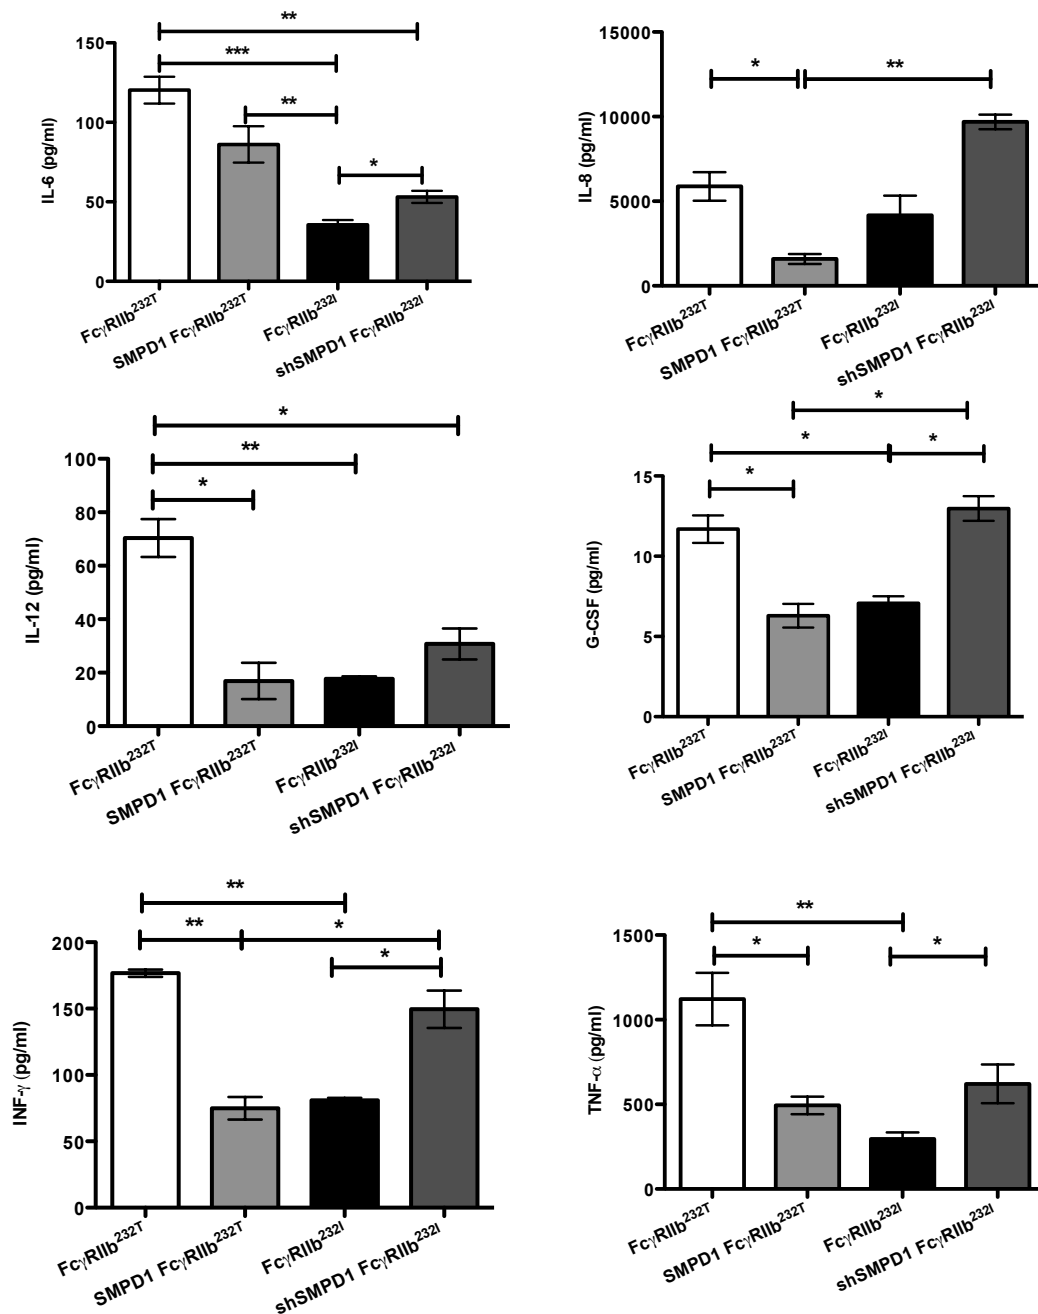 **
***
**
*
150
100
50
0
IL-6 (pg/ml)
FcγRIIb232T
SMPD1 FcγRIIb232T
FcγRIIb232I
shSMPD1 FcγRIIb232I
*
**
15000
10000
5000
0
IL-8 (pg/ml)
FcγRIIb232T
SMPD1 FcγRIIb232T
FcγRIIb232I
shSMPD1 FcγRIIb232I
*
**
*
100
80
60
40
20
0
IL-12 (pg/ml)
FcγRIIb232T
SMPD1 FcγRIIb232T
FcγRIIb232I
shSMPD1 FcγRIIb232I
*
*
*
*
15
10
5
0
G-CSF (pg/ml)
FcγRIIb232T
SMPD1 FcγRIIb232T
FcγRIIb232I
shSMPD1 FcγRIIb232I
**
**
*
*
200
150
100
50
0
INF-γ (pg/ml)
FcγRIIb232T
SMPD1 FcγRIIb232T
FcγRIIb232I
shSMPD1 FcγRIIb232I
**
*
*
1500
1000
500
0
TNF-α (pg/ml)
FcγRIIb232T
SMPD1 FcγRIIb232T
FcγRIIb232I
shSMPD1 FcγRIIb232I